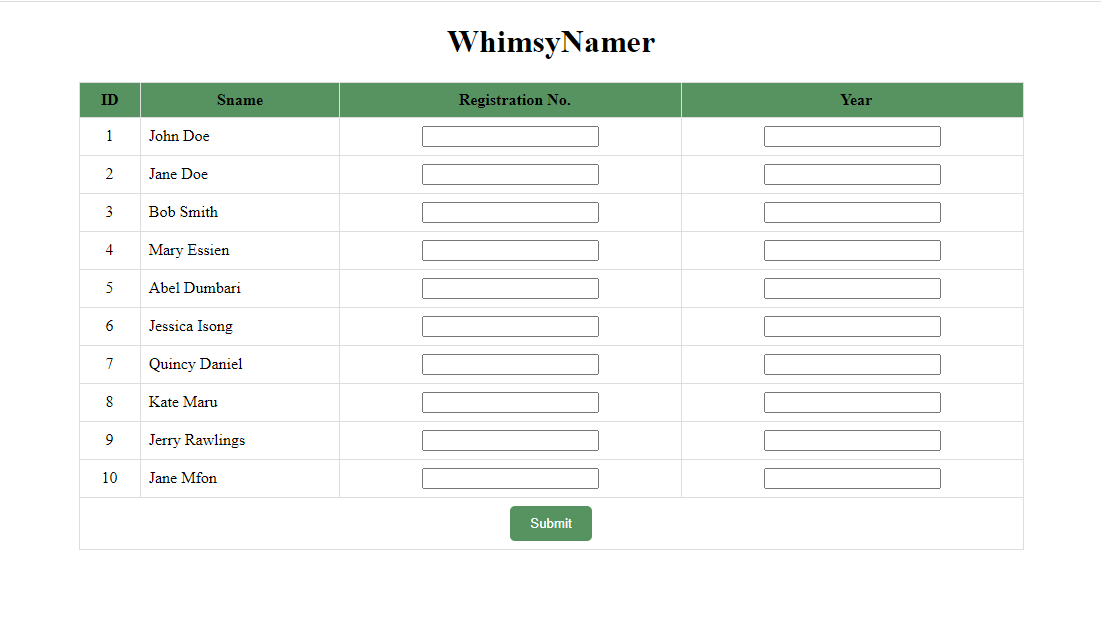 WhimsyNamer
ID Sname Registration No. Year
1 John Doe
2 Jane Doe
3 Bob Smith
4 Mary Essien
5 Abel Dumbari
6 Jessica Isong
7 Quincy Daniel
8 Kate Maru
9 Jerry Rawlings
10 Jane Mfon
Submit